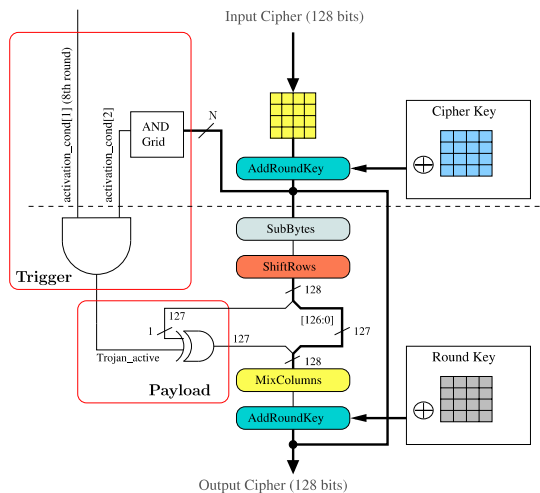 Input Cipher (128 bits)
activation_cond[1] (8th round)
activation_cond[2]
AND
Grid
N
Cipher Key
AddRoundKey
SubBytes
Trigger
ShiftRows
128
127
[126:0]
1
127
127
Trojan_active
128
Round Key
MixColumns
Payload
AddRoundKey
Output Cipher (128 bits)